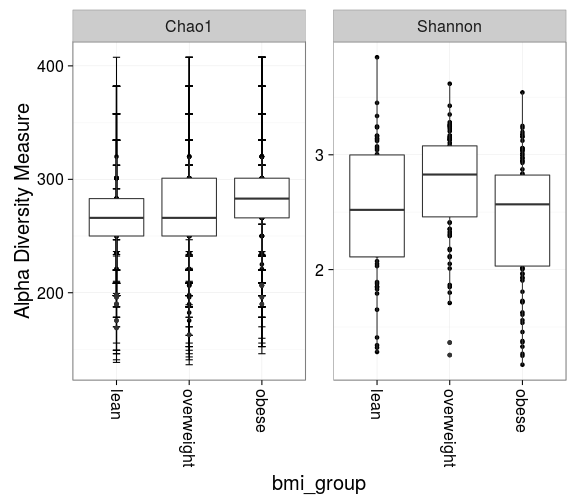 Chao1
Shannon
Alpha Diversity Measure
400
300
200
3
2
lean
overweight
obese
lean
overweight
obese
bmi_group